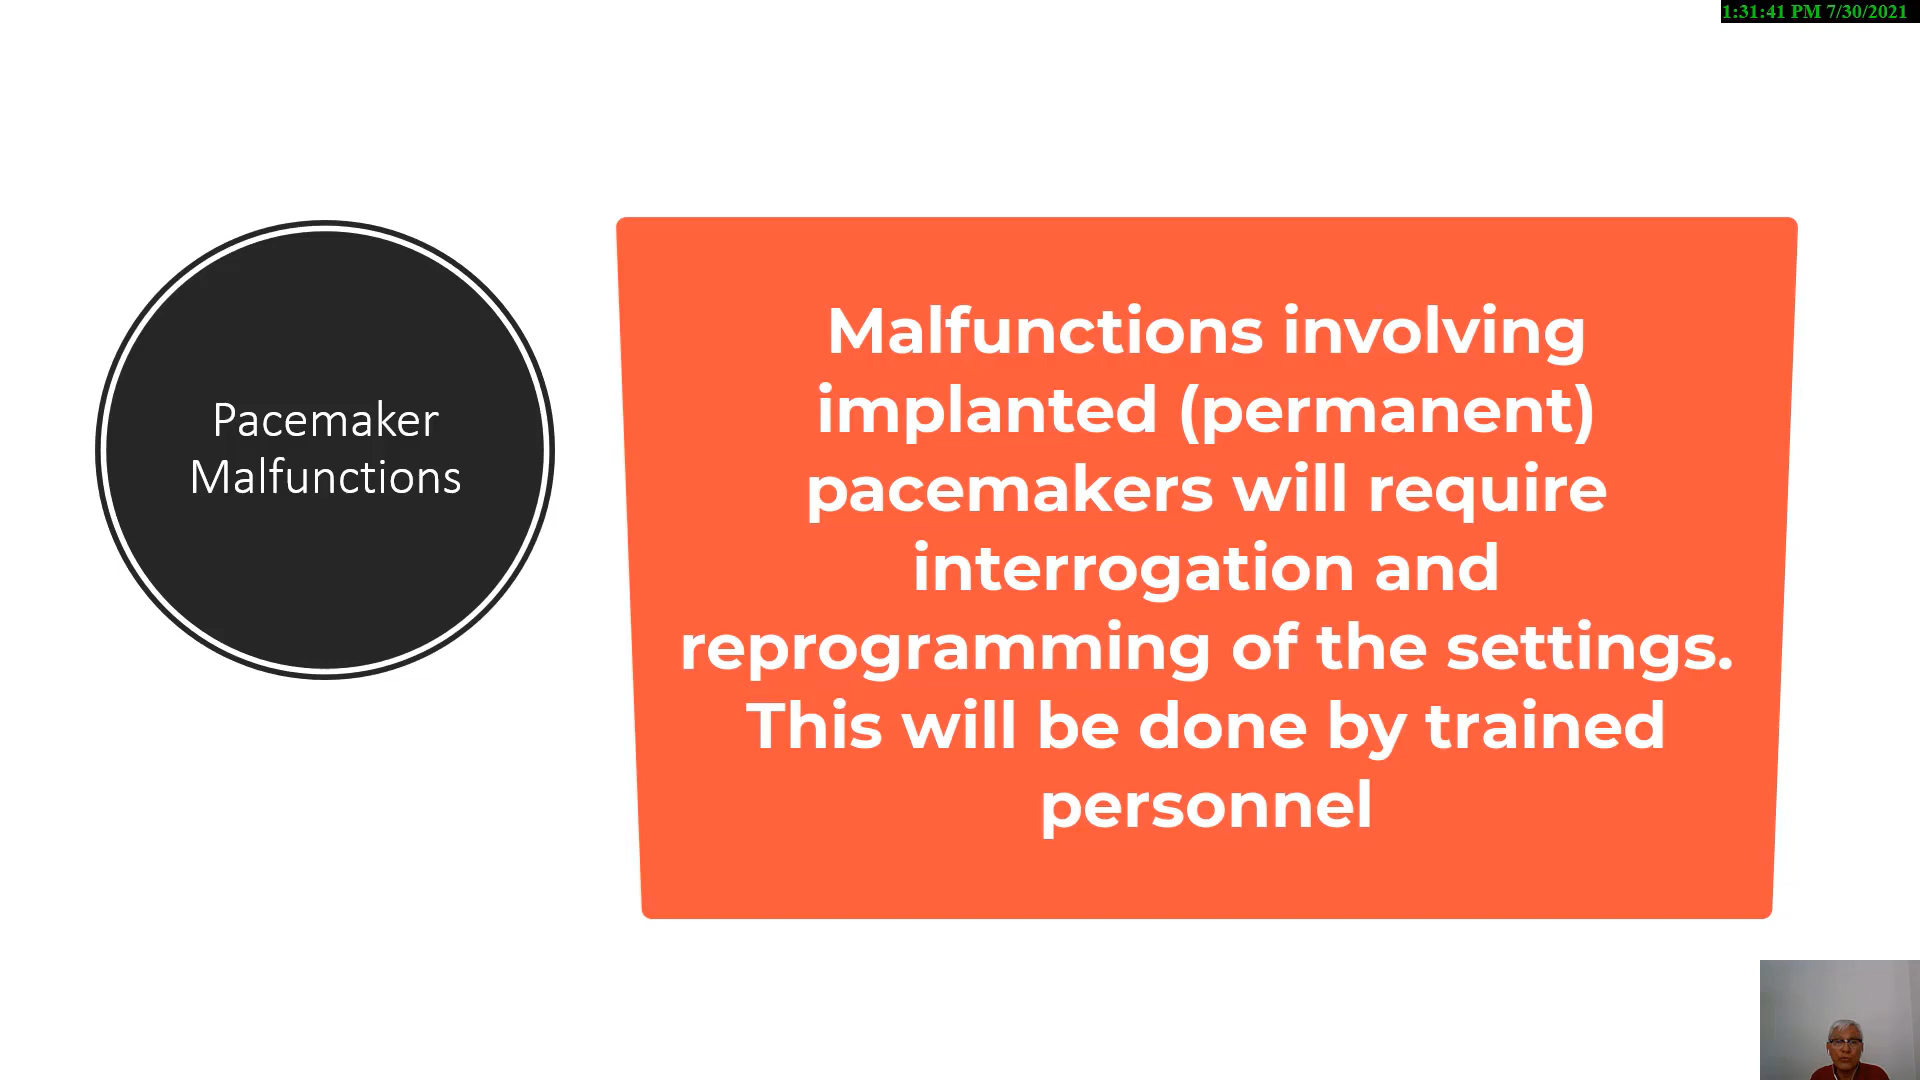 1:31:41 PM 7/30/2021
Pacemaker
Malfunctions
Malfunctions involving
implanted (permanent)
pacemakers will require
interrogation and
reprogramming of the settings.
This will be done by trained
personnel